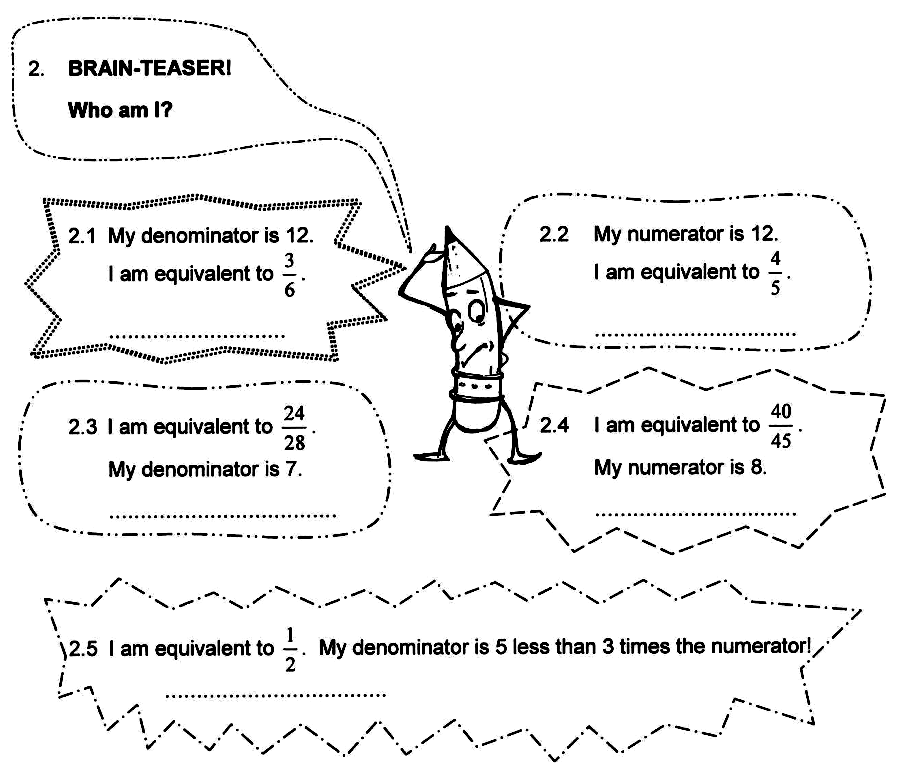 2. BRAIN-TEASER!
Who am I?
2.1 My denominator is 12.
I am equivalent to 3/6.
2.2 My numerator is 12.
I am equivalent to 4/5.
2.3 I am equivalent to 24/28.
My denominator is 7.
2.4 I am equivalent to 40/45.
My numerator is 8.
2.5 I am equivalent to 1/2. My denominator is 5 less than 3 times the numerator!